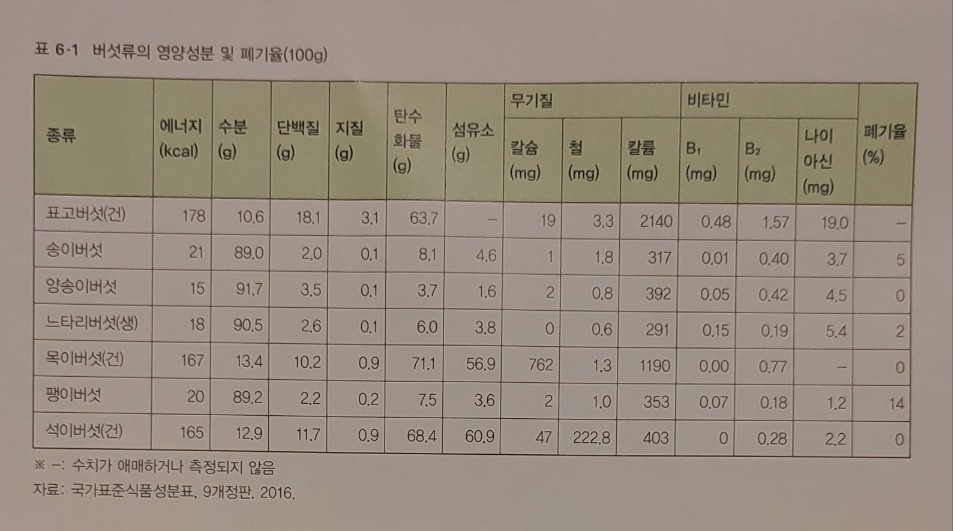 표 6-1 버섯류의 영양성분 및 폐기율(100g)
종류 에너지 (kcal) 수분 (g) 단백질 (g) 지질 (g) 탄수화물 (g) 섬유소 (g) 무기질 칼슘 (mg) 철 (mg) 칼륨 (mg) 비타민 B₁ (mg) B₂ (mg) 나이아신 (mg) 폐기율 (%)
표고버섯(건) 178 10.6 18.1 3.1 63.7 – 19 3.3 2140 0.48 1.57 19.0 –
송이버섯 21 89.0 2.0 0.1 8.1 4.6 1 1.8 317 0.01 0.40 3.7 5
양송이버섯 15 91.7 3.5 0.1 3.7 1.6 2 0.8 392 0.05 0.42 4.5 0
느타리버섯(생) 18 90.5 2.6 0.1 6.0 3.8 0 0.6 291 0.15 0.19 5.4 2
목이버섯(건) 167 13.4 10.2 0.9 71.1 56.9 762 1.3 1190 0.00 0.77 – 0
팽이버섯 20 89.2 2.2 0.2 7.5 3.6 2 1.0 353 0.07 0.18 1.2 14
석이버섯(건) 165 12.9 11.7 0.9 68.4 60.9 47 222.8 403 0 0.28 2.2 0
※ –: 수치가 애매하거나 측정되지 않음
자료: 국가표준식품성분표, 9개정판. 2016.